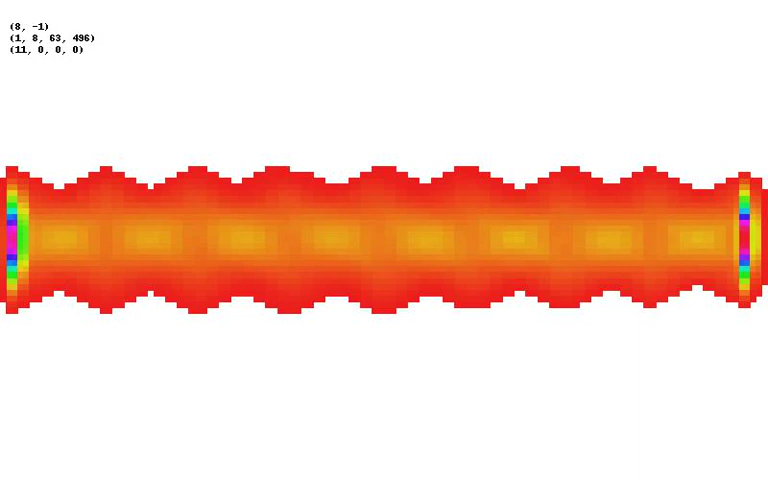 (8, -1)
(1, 8, 63, 496)
(11, 0, 0, 0)